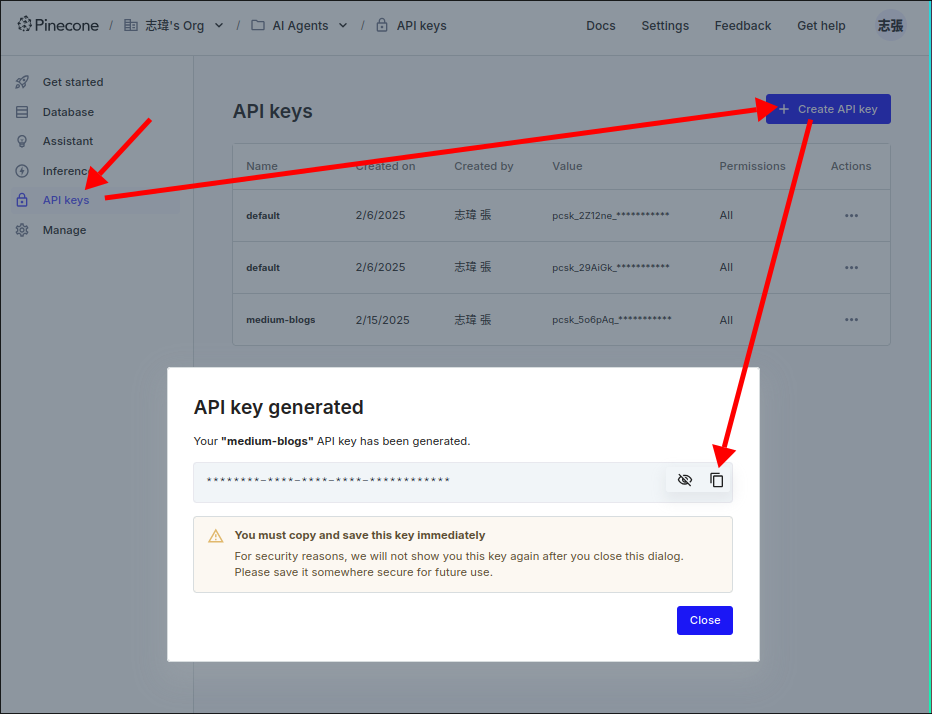 Pinecone / 志瑋's Org / AI Agents / API keys Docs Settings Feedback Get help 志張
Get started
Database
Assistant
Inference
API keys
Manage
API keys
+ Create API key
Name Created on Created by Value Permissions Actions
default 2/6/2025 志瑋 張 pcsk_2Z12ne_*********** All •••
default 2/6/2025 志瑋 張 pcsk_29AiGk_*********** All •••
medium-blogs 2/15/2025 志瑋 張 pcsk_5o6pAq_*********** All •••
API key generated
Your "medium-blogs" API key has been generated.
********-****-****-****-************
You must copy and save this key immediately
For security reasons, we will not show you this key again after you close this dialog.
Please save it somewhere secure for future use.
Close